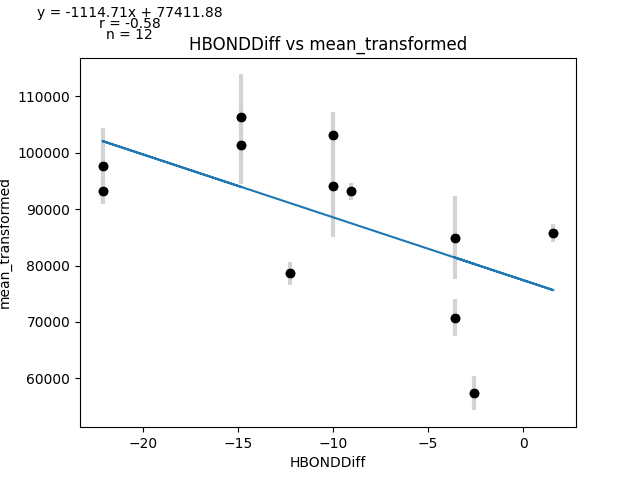 y = -1114.71x + 77411.88
r = -0.58
n = 12
HBONDDiff vs mean_transformed
110000
100000
90000
80000
70000
60000
mean_transformed
−20
−15
−10
−5
0
HBONDDiff